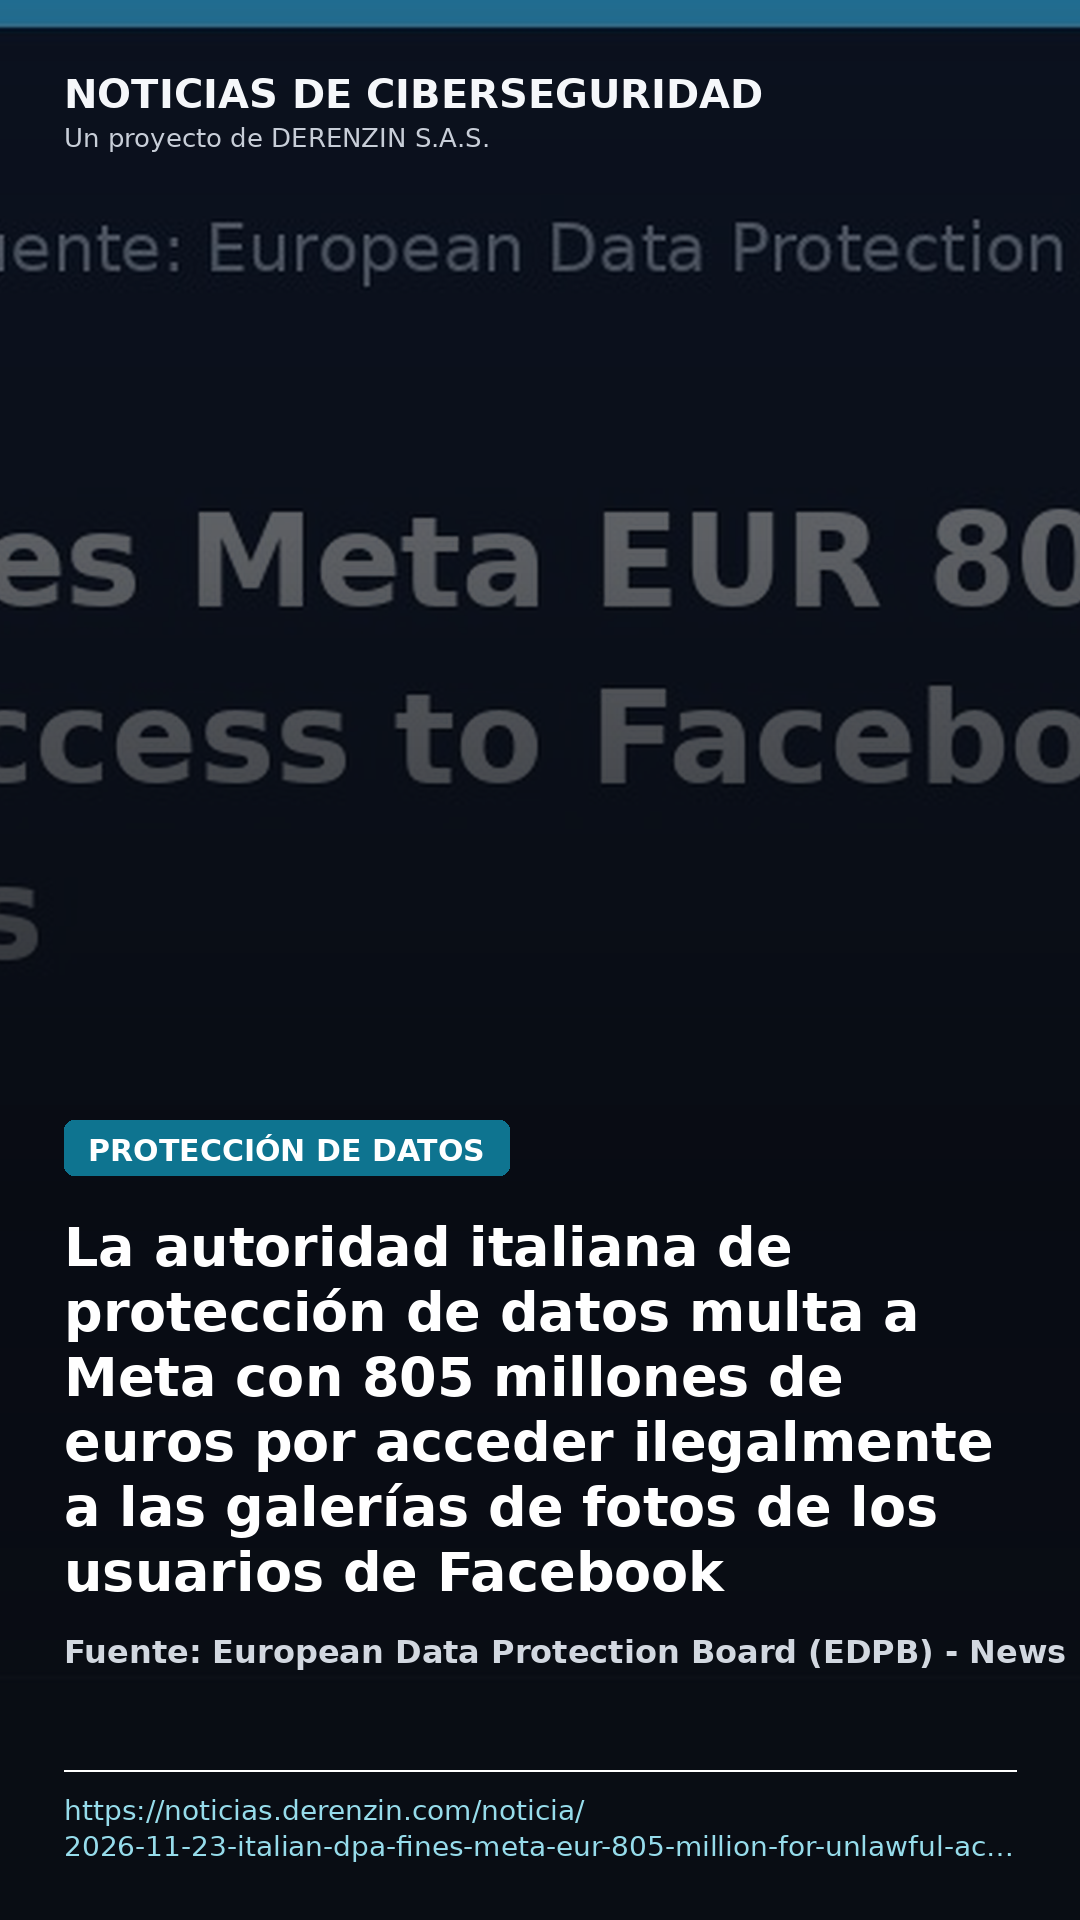 NOTICIAS DE CIBERSEGURIDAD
Un proyecto de DERENZIN S.A.S.
uente: European Data Protection
es Meta EUR 80
ccess to Facebo
s
PROTECCIÓN DE DATOS
La autoridad italiana de
protección de datos multa a
Meta con 805 millones de
euros por acceder ilegalmente
a las galerías de fotos de los
usuarios de Facebook
Fuente: European Data Protection Board (EDPB) - News
https://noticias.derenzin.com/noticia/
2026-11-23-italian-dpa-fines-meta-eur-805-million-for-unlawful-ac...